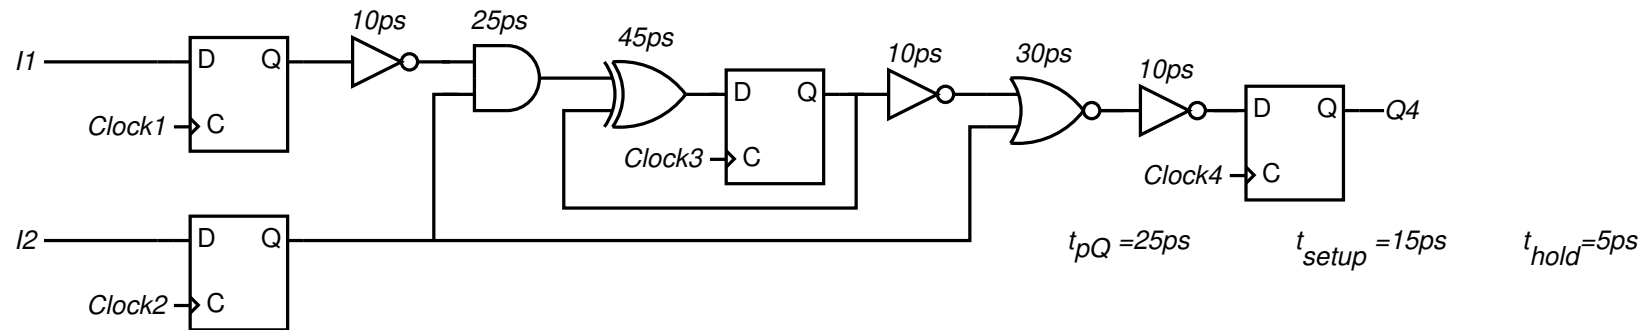 10ps 25ps 45ps 10ps 30ps 10ps
I1 D Q D Q D Q Q4
Clock1 C Clock3 C Clock4 C
I2 D Q t_pQ =25ps t_setup =15ps t_hold=5ps
Clock2 C